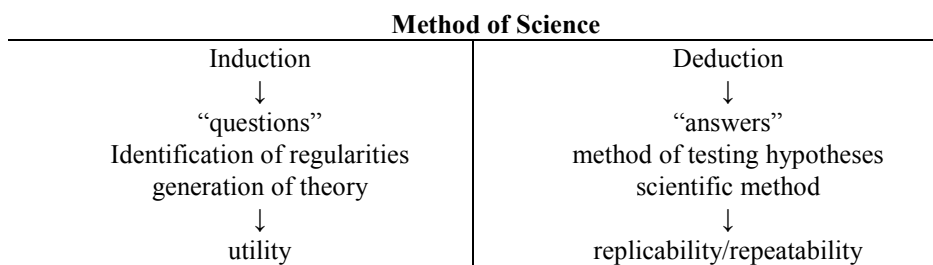 Method of Science
Induction
↓
“questions”
Identification of regularities
generation of theory
↓
utility
Deduction
↓
“answers”
method of testing hypotheses
scientific method
↓
replicability/repeatability